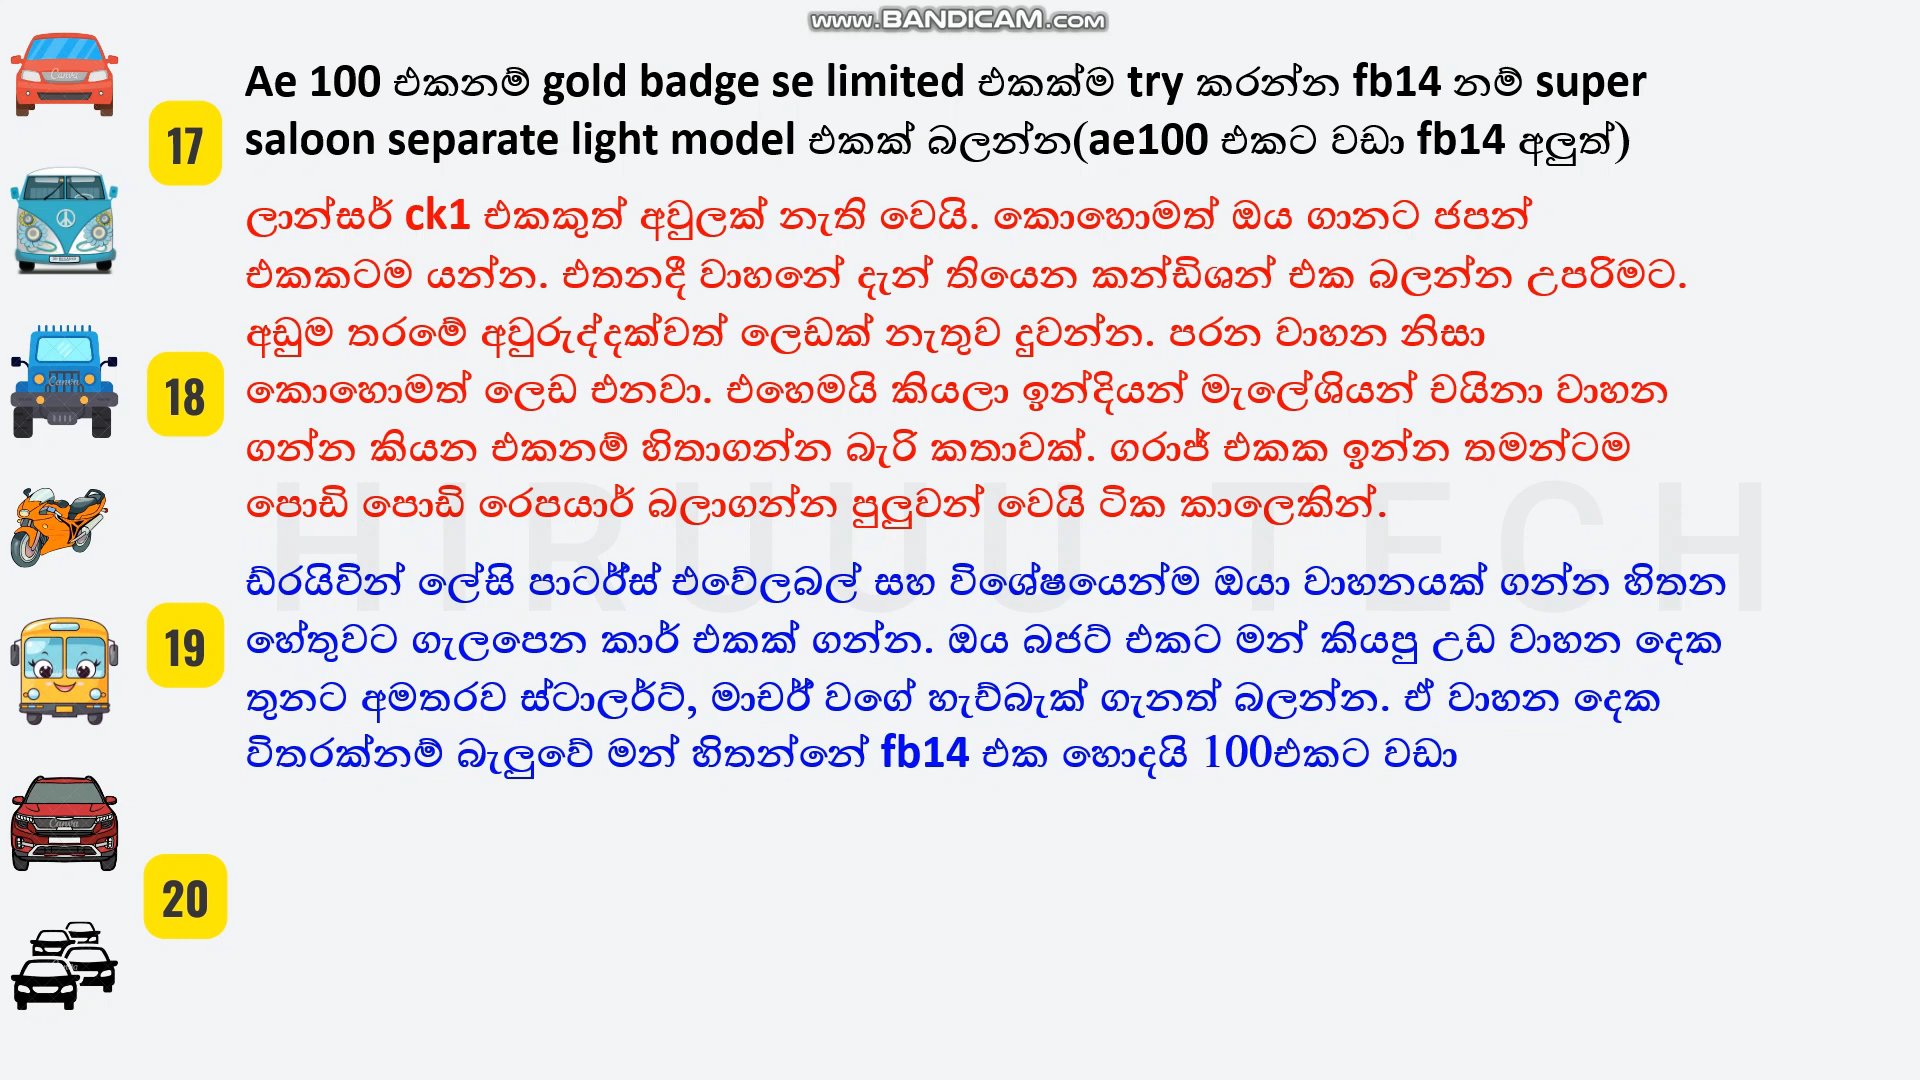 www.BANDICAM.com
17
Ae 100 එකනම් gold badge se limited එකක්ම try කරන්න fb14 නම් super
saloon separate light model එකක් බලන්න(ae100 එකට වඩා fb14 අලුත්)
18
ලාන්සර් ck1 එකකුත් අවුලක් නැති වෙයි. කොහොමත් ඔය ගානට ජපන්
එකකටම යන්න. එතනදී වාහනේ දැන් තියෙන කන්ඩිශන් එක බලන්න උපරිමට.
අඩුම තරමේ අවුරුද්දක්වත් ලෙඩක් නැතුව දුවන්න. පරන වාහන නිසා
කොහොමත් ලෙඩ එනවා. එහෙමයි කියලා ඉන්දියන් මැලේශියන් චයිනා වාහන
ගන්න කියන එකනම් හිතාගන්න බැරි කතාවක්. ගරාජ් එකක ඉන්න තමන්ටම
පොඩි පොඩි රෙපයාර් බලාගන්න පුලුවන් වෙයි ටික කාලෙකින්.
HIRUUU TECH
19
ඩ්රයිවින් ලේසි පාටර්ස් එවේලබල් සහ විශේෂයෙන්ම ඔයා වාහනයක් ගන්න හිතන
හේතුවට ගැලපෙන කාර් එකක් ගන්න. ඔය බජට් එකට මන් කියපු උඩ වාහන දෙක
තුනට අමතරව ස්ටාලර්ට්, මාචර් වගේ හැච්බැක් ගැනත් බලන්න. ඒ වාහන දෙක
විතරක්නම් බැලුවේ මන් හිතන්නේ fb14 එක හොදයි 100එකට වඩා
20